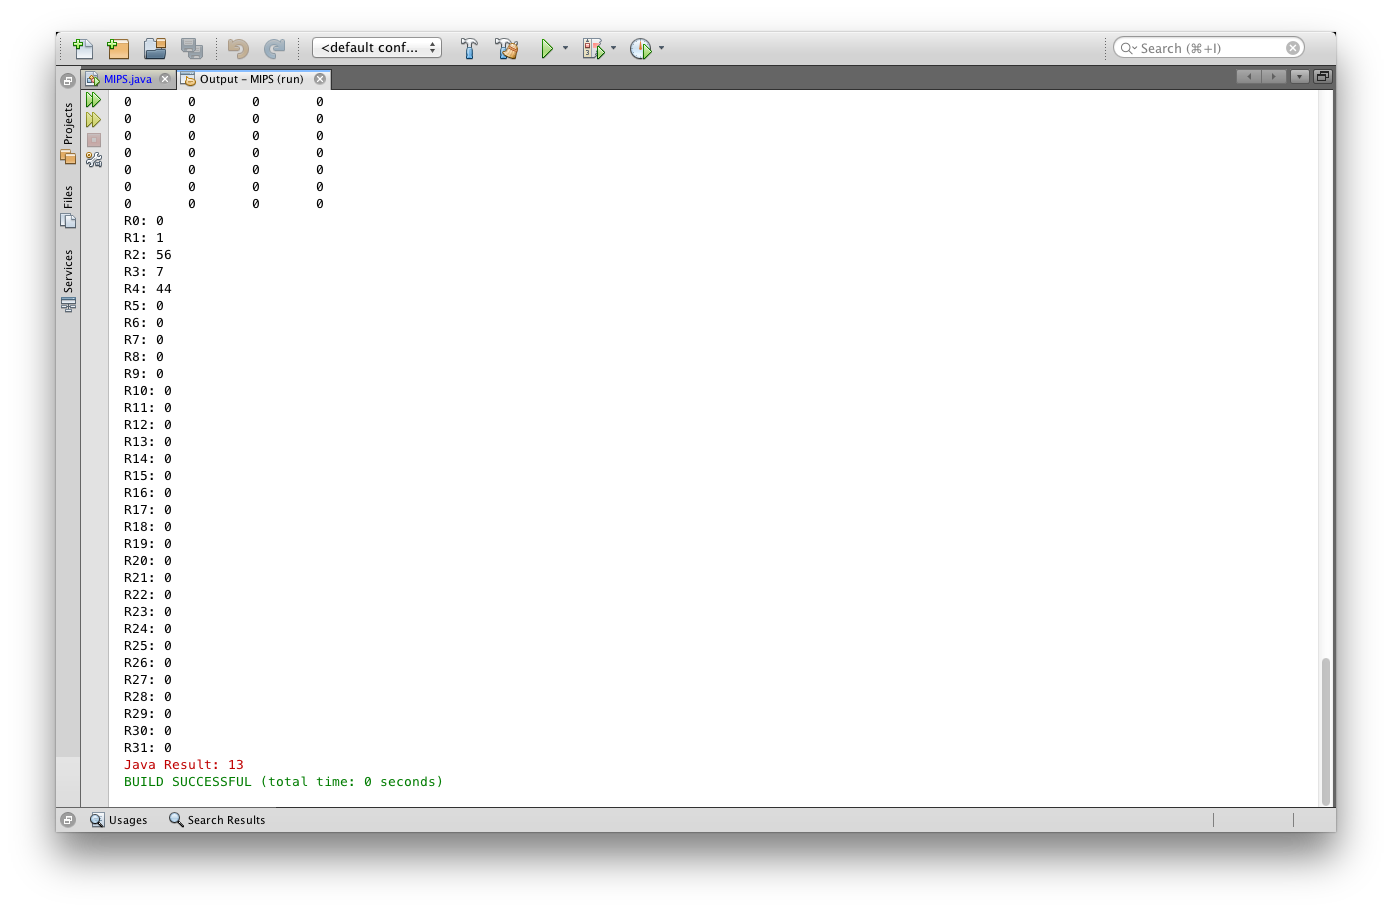 <default conf...
Search (⌘+I)
MIPS.java
Output – MIPS (run)
Projects
Files
Services
0 0 0 0
0 0 0 0
0 0 0 0
0 0 0 0
0 0 0 0
0 0 0 0
0 0 0 0
R0: 0
R1: 1
R2: 56
R3: 7
R4: 44
R5: 0
R6: 0
R7: 0
R8: 0
R9: 0
R10: 0
R11: 0
R12: 0
R13: 0
R14: 0
R15: 0
R16: 0
R17: 0
R18: 0
R19: 0
R20: 0
R21: 0
R22: 0
R23: 0
R24: 0
R25: 0
R26: 0
R27: 0
R28: 0
R29: 0
R30: 0
R31: 0
Java Result: 13
BUILD SUCCESSFUL (total time: 0 seconds)
Usages
Search Results